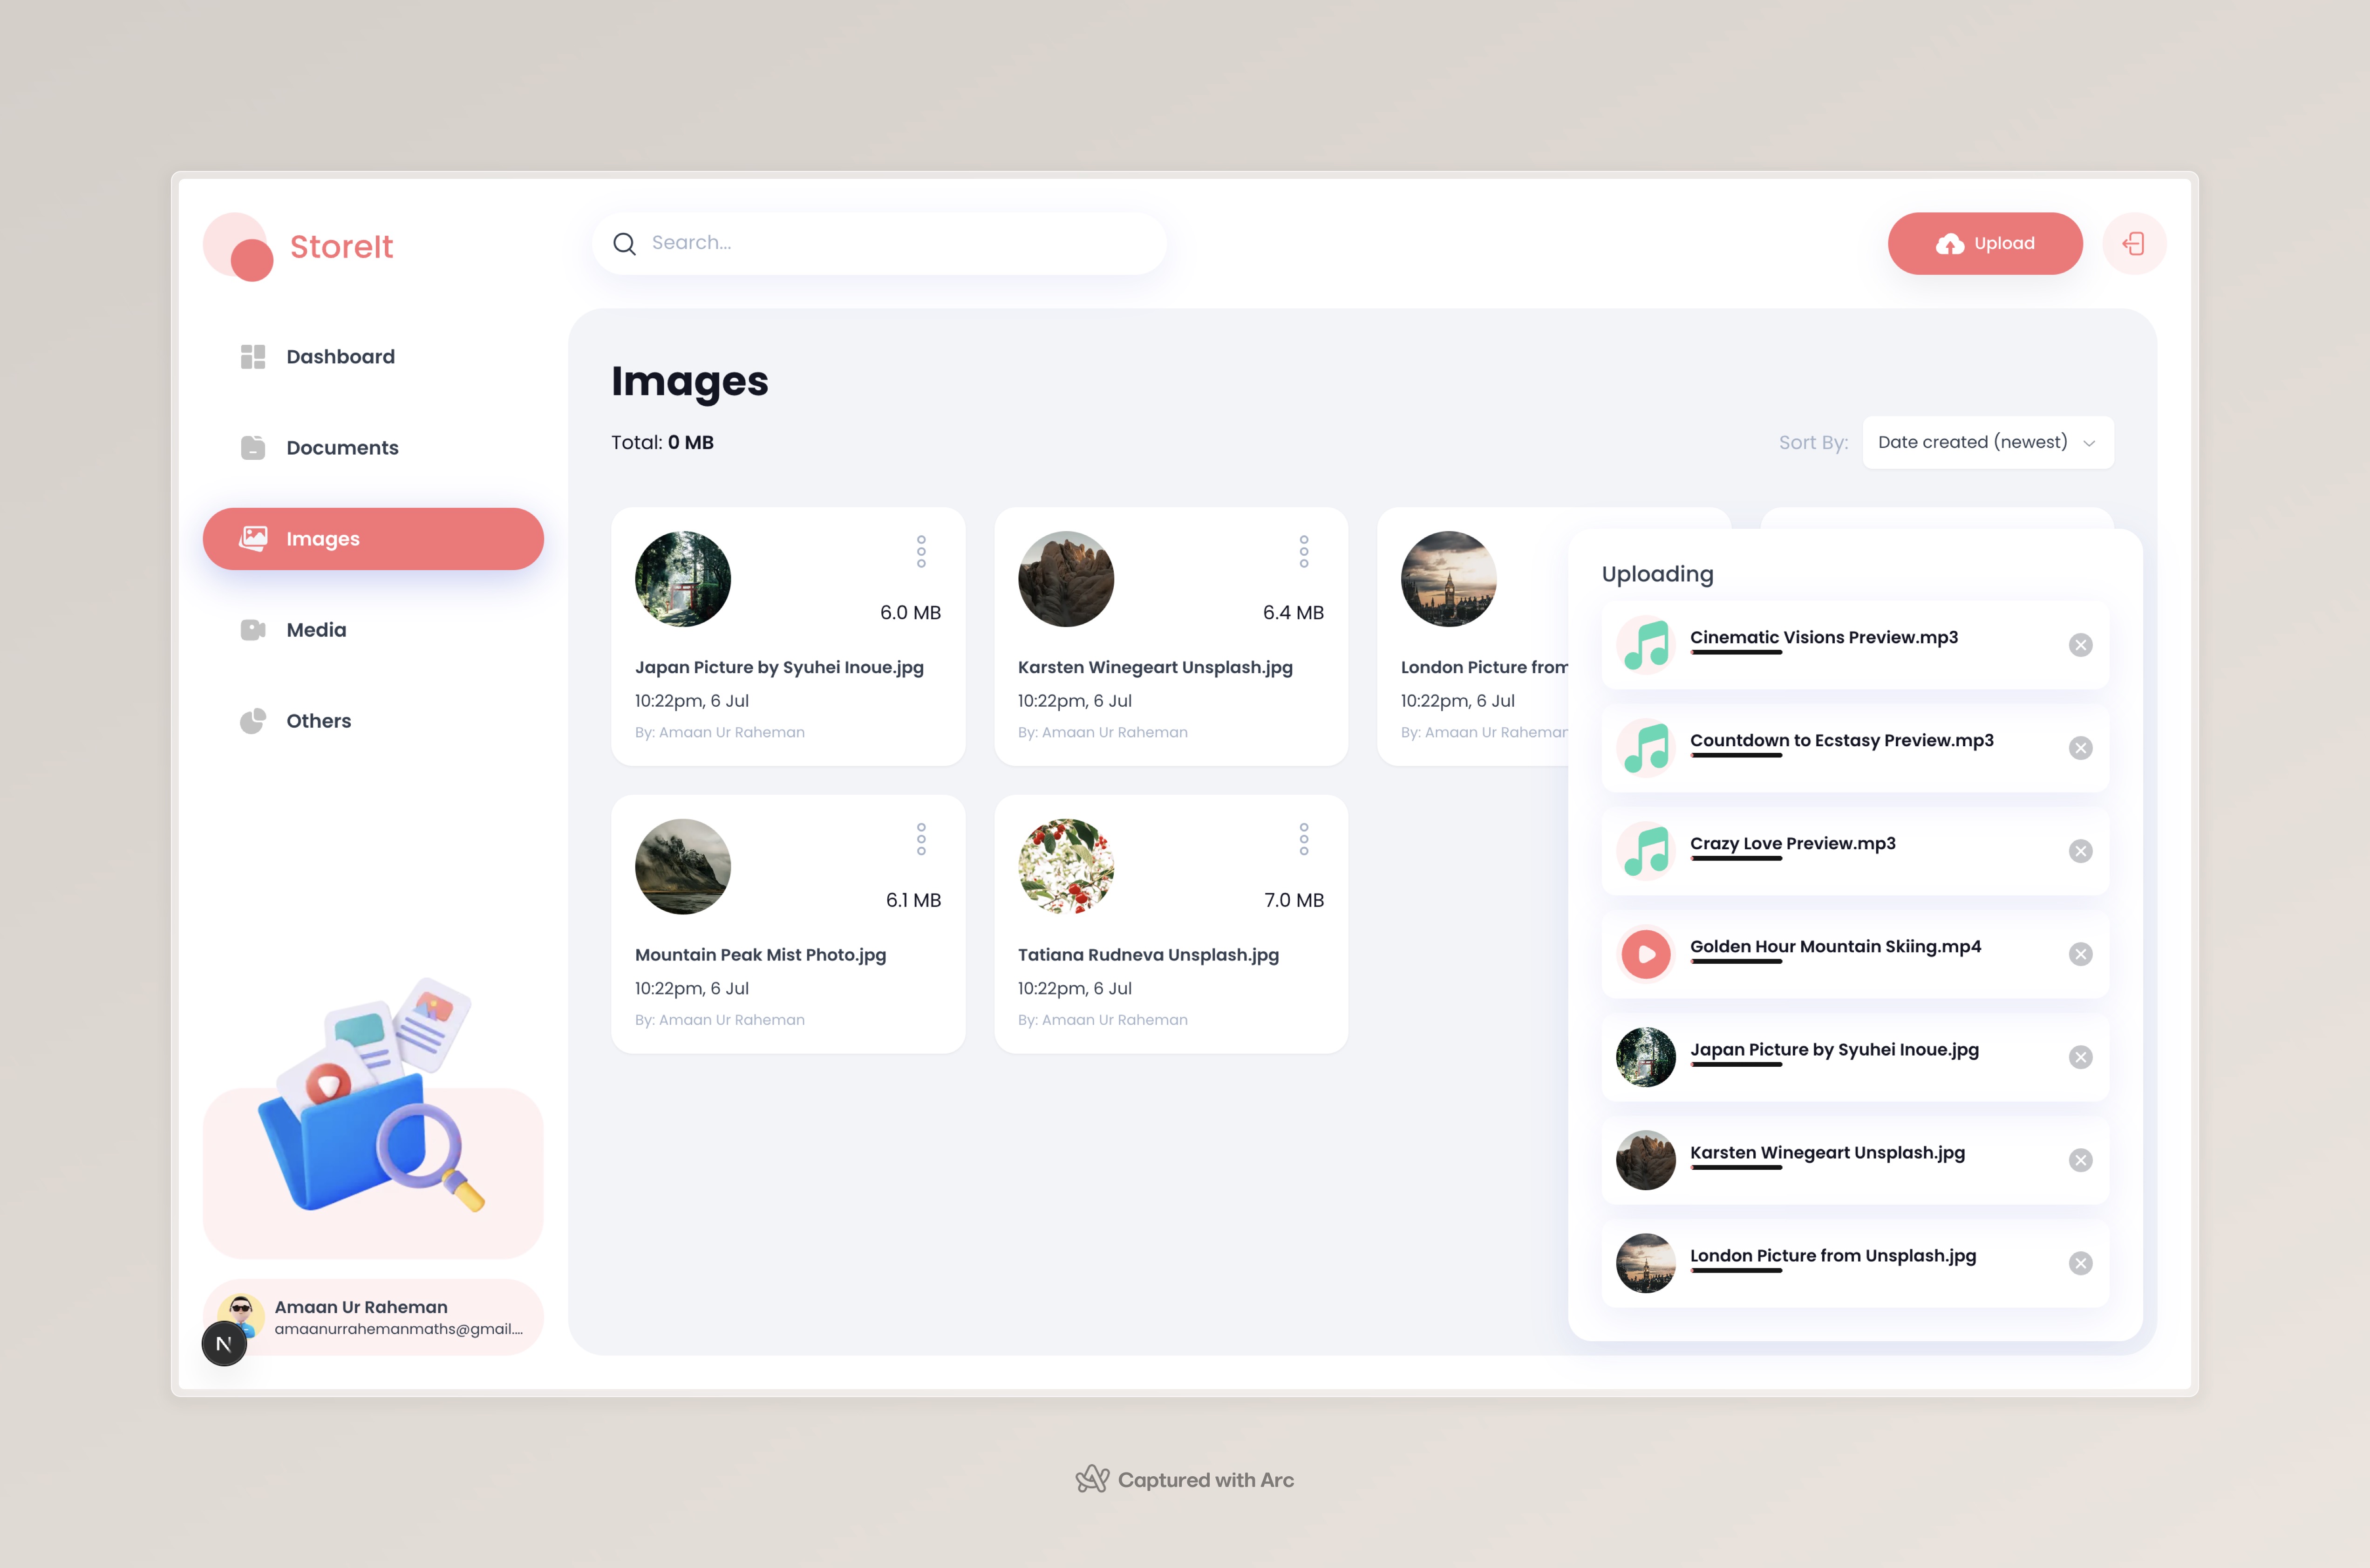 StoreIt
Search...
Upload
Dashboard
Documents
Images
Media
Others
Amaan Ur Raheman
amaanurrahemanmaths@gmail....
N
Images
Total: 0 MB
Sort By:
Date created (newest)
6.0 MB
Japan Picture by Syuhei Inoue.jpg
10:22pm, 6 Jul
By: Amaan Ur Raheman
6.4 MB
Karsten Winegeart Unsplash.jpg
10:22pm, 6 Jul
By: Amaan Ur Raheman
London Picture from
10:22pm, 6 Jul
By: Amaan Ur Raheman
6.1 MB
Mountain Peak Mist Photo.jpg
10:22pm, 6 Jul
By: Amaan Ur Raheman
7.0 MB
Tatiana Rudneva Unsplash.jpg
10:22pm, 6 Jul
By: Amaan Ur Raheman
Uploading
Cinematic Visions Preview.mp3
Countdown to Ecstasy Preview.mp3
Crazy Love Preview.mp3
Golden Hour Mountain Skiing.mp4
Japan Picture by Syuhei Inoue.jpg
Karsten Winegeart Unsplash.jpg
London Picture from Unsplash.jpg
Captured with Arc